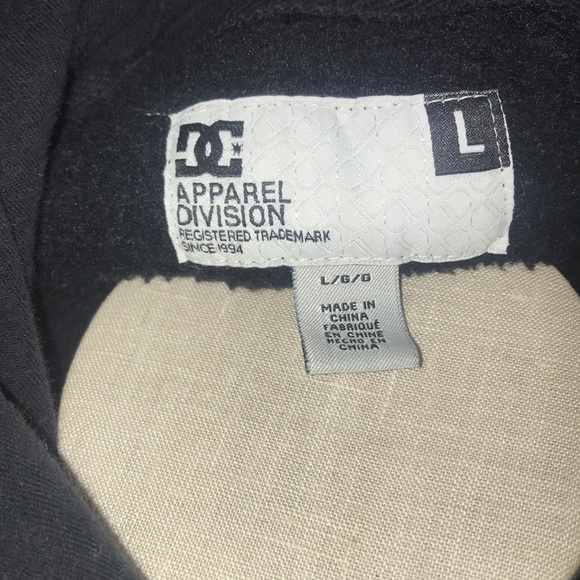 DC
L
APPAREL
DIVISION
REGISTERED TRADEMARK
SINCE 1994
L/G/G
MADE IN
CHINA
FABRIQUÉ
EN CHINE
HECHO EN
CHINA